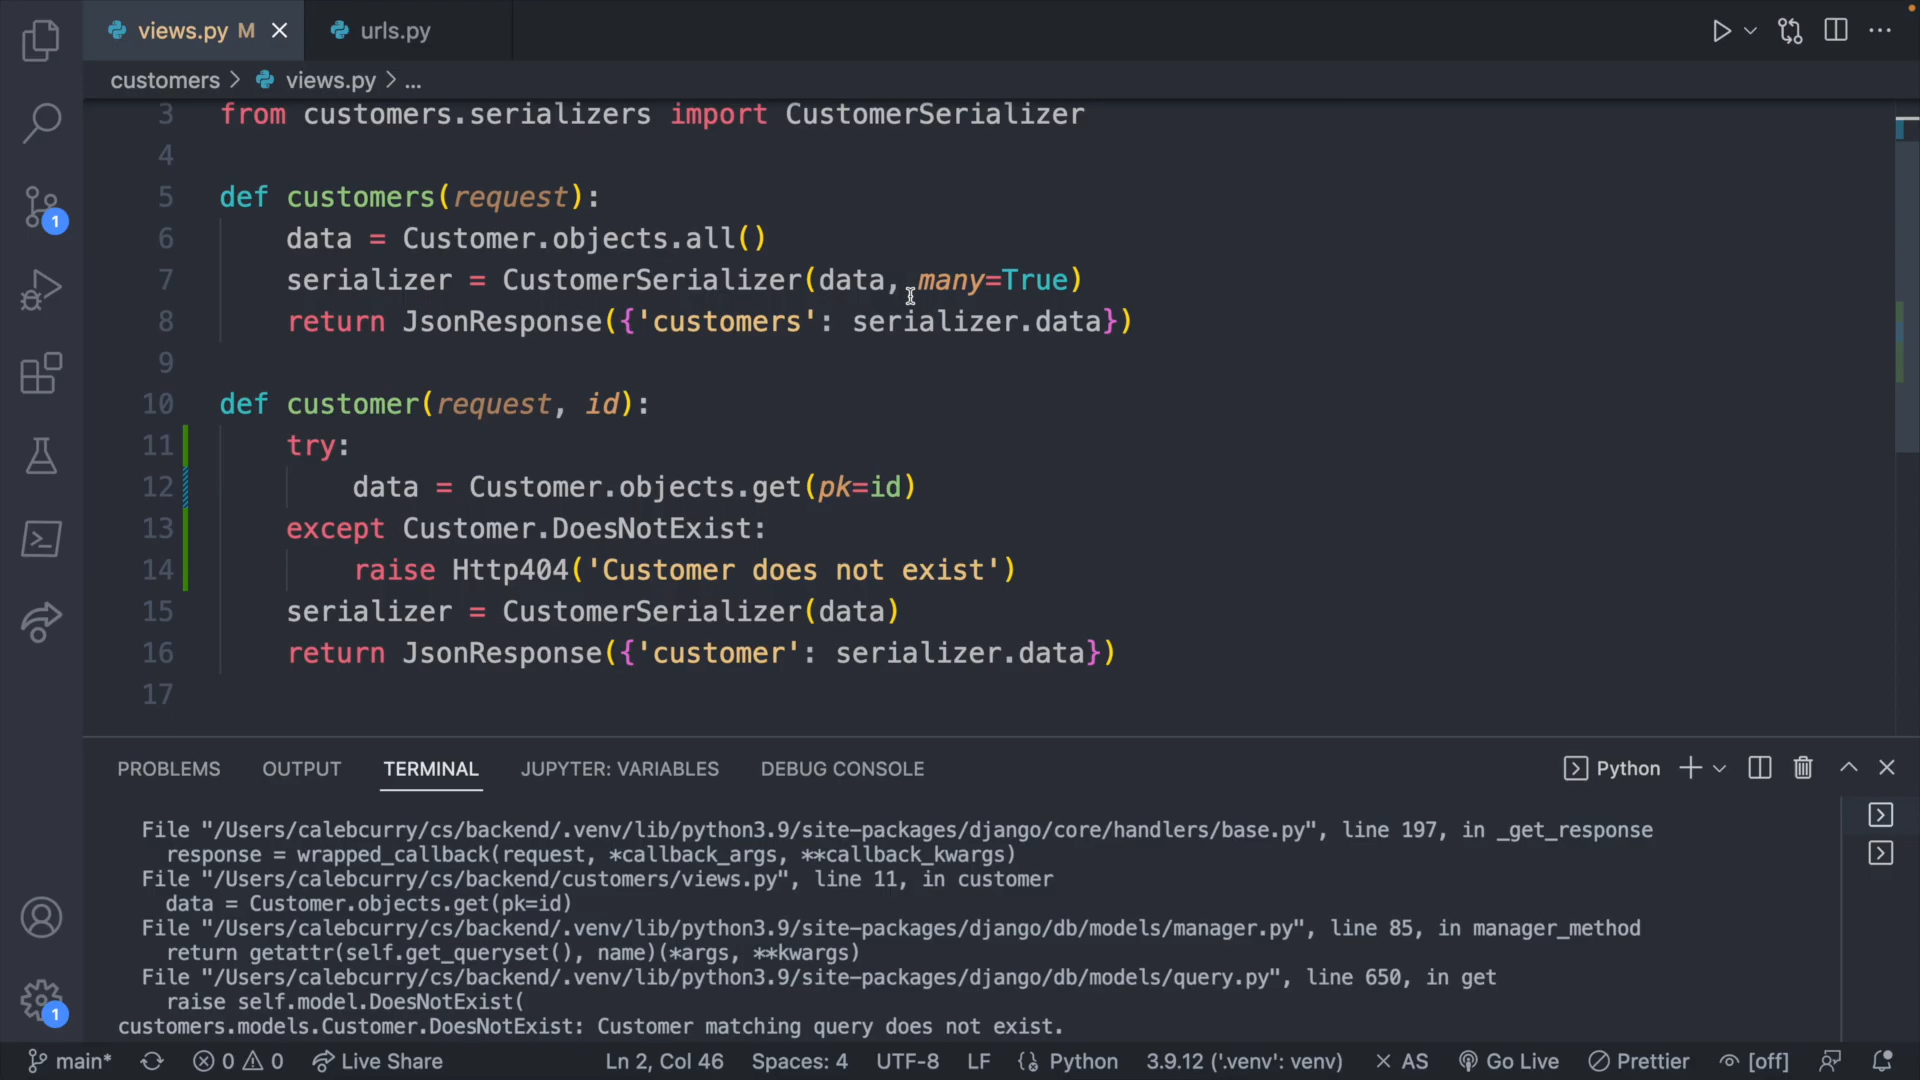 views.py M
urls.py
customers > views.py > ...
3 from customers.serializers import CustomerSerializer
4
5 def customers(request):
6     data = Customer.objects.all()
7     serializer = CustomerSerializer(data, many=True)
8     return JsonResponse({'customers': serializer.data})
9
10 def customer(request, id):
11     try:
12         data = Customer.objects.get(pk=id)
13     except Customer.DoesNotExist:
14         raise Http404('Customer does not exist')
15     serializer = CustomerSerializer(data)
16     return JsonResponse({'customer': serializer.data})
17
1
PROBLEMS OUTPUT TERMINAL JUPYTER: VARIABLES DEBUG CONSOLE Python
File "/Users/calebcurry/cs/backend/.venv/lib/python3.9/site-packages/django/core/handlers/base.py", line 197, in _get_response
response = wrapped_callback(request, *callback_args, **callback_kwargs)
File "/Users/calebcurry/cs/backend/customers/views.py", line 11, in customer
data = Customer.objects.get(pk=id)
File "/Users/calebcurry/cs/backend/.venv/lib/python3.9/site-packages/django/db/models/manager.py", line 85, in manager_method
return getattr(self.get_queryset(), name)(*args, **kwargs)
File "/Users/calebcurry/cs/backend/.venv/lib/python3.9/site-packages/django/db/models/query.py", line 650, in get
raise self.model.DoesNotExist(
customers.models.Customer.DoesNotExist: Customer matching query does not exist.
1
main* 0 0 Live Share Ln 2, Col 46 Spaces: 4 UTF-8 LF Python 3.9.12 ('.venv': venv) AS Go Live Prettier [off]